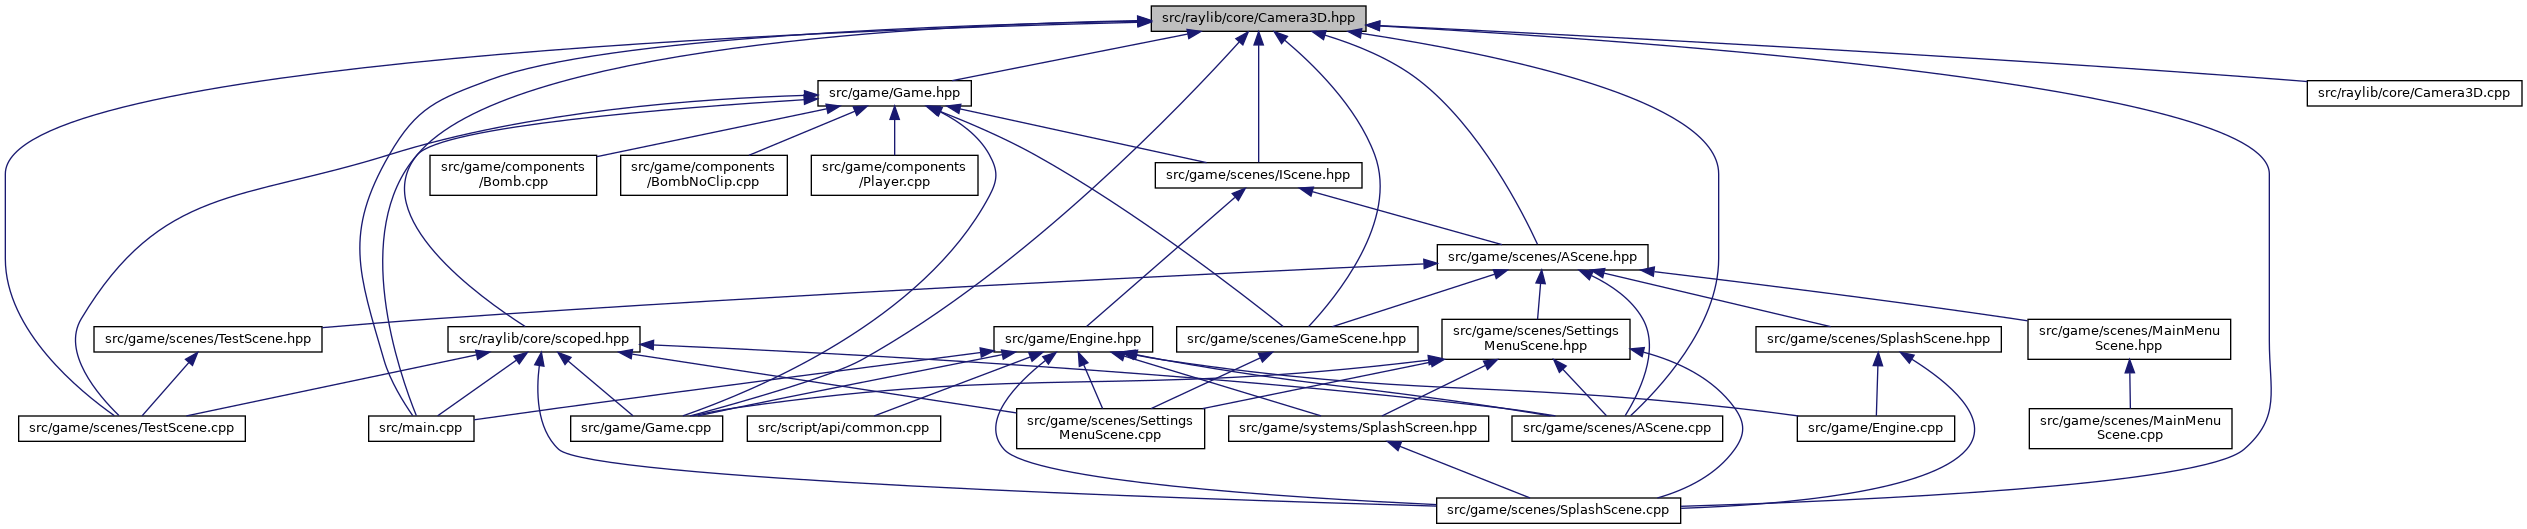 src/raylib/core/Camera3D.hpp
src/game/Game.hpp
src/raylib/core/Camera3D.cpp
src/game/components
/Bomb.cpp
src/game/components
/BombNoClip.cpp
src/game/components
/Player.cpp
src/game/scenes/IScene.hpp
src/game/scenes/AScene.hpp
src/game/scenes/TestScene.hpp
src/raylib/core/scoped.hpp
src/game/Engine.hpp
src/game/scenes/GameScene.hpp
src/game/scenes/Settings
MenuScene.hpp
src/game/scenes/SplashScene.hpp
src/game/scenes/MainMenu
Scene.hpp
src/game/scenes/TestScene.cpp
src/main.cpp
src/game/Game.cpp
src/script/api/common.cpp
src/game/scenes/Settings
MenuScene.cpp
src/game/systems/SplashScreen.hpp
src/game/scenes/AScene.cpp
src/game/Engine.cpp
src/game/scenes/MainMenu
Scene.cpp
src/game/scenes/SplashScene.cpp